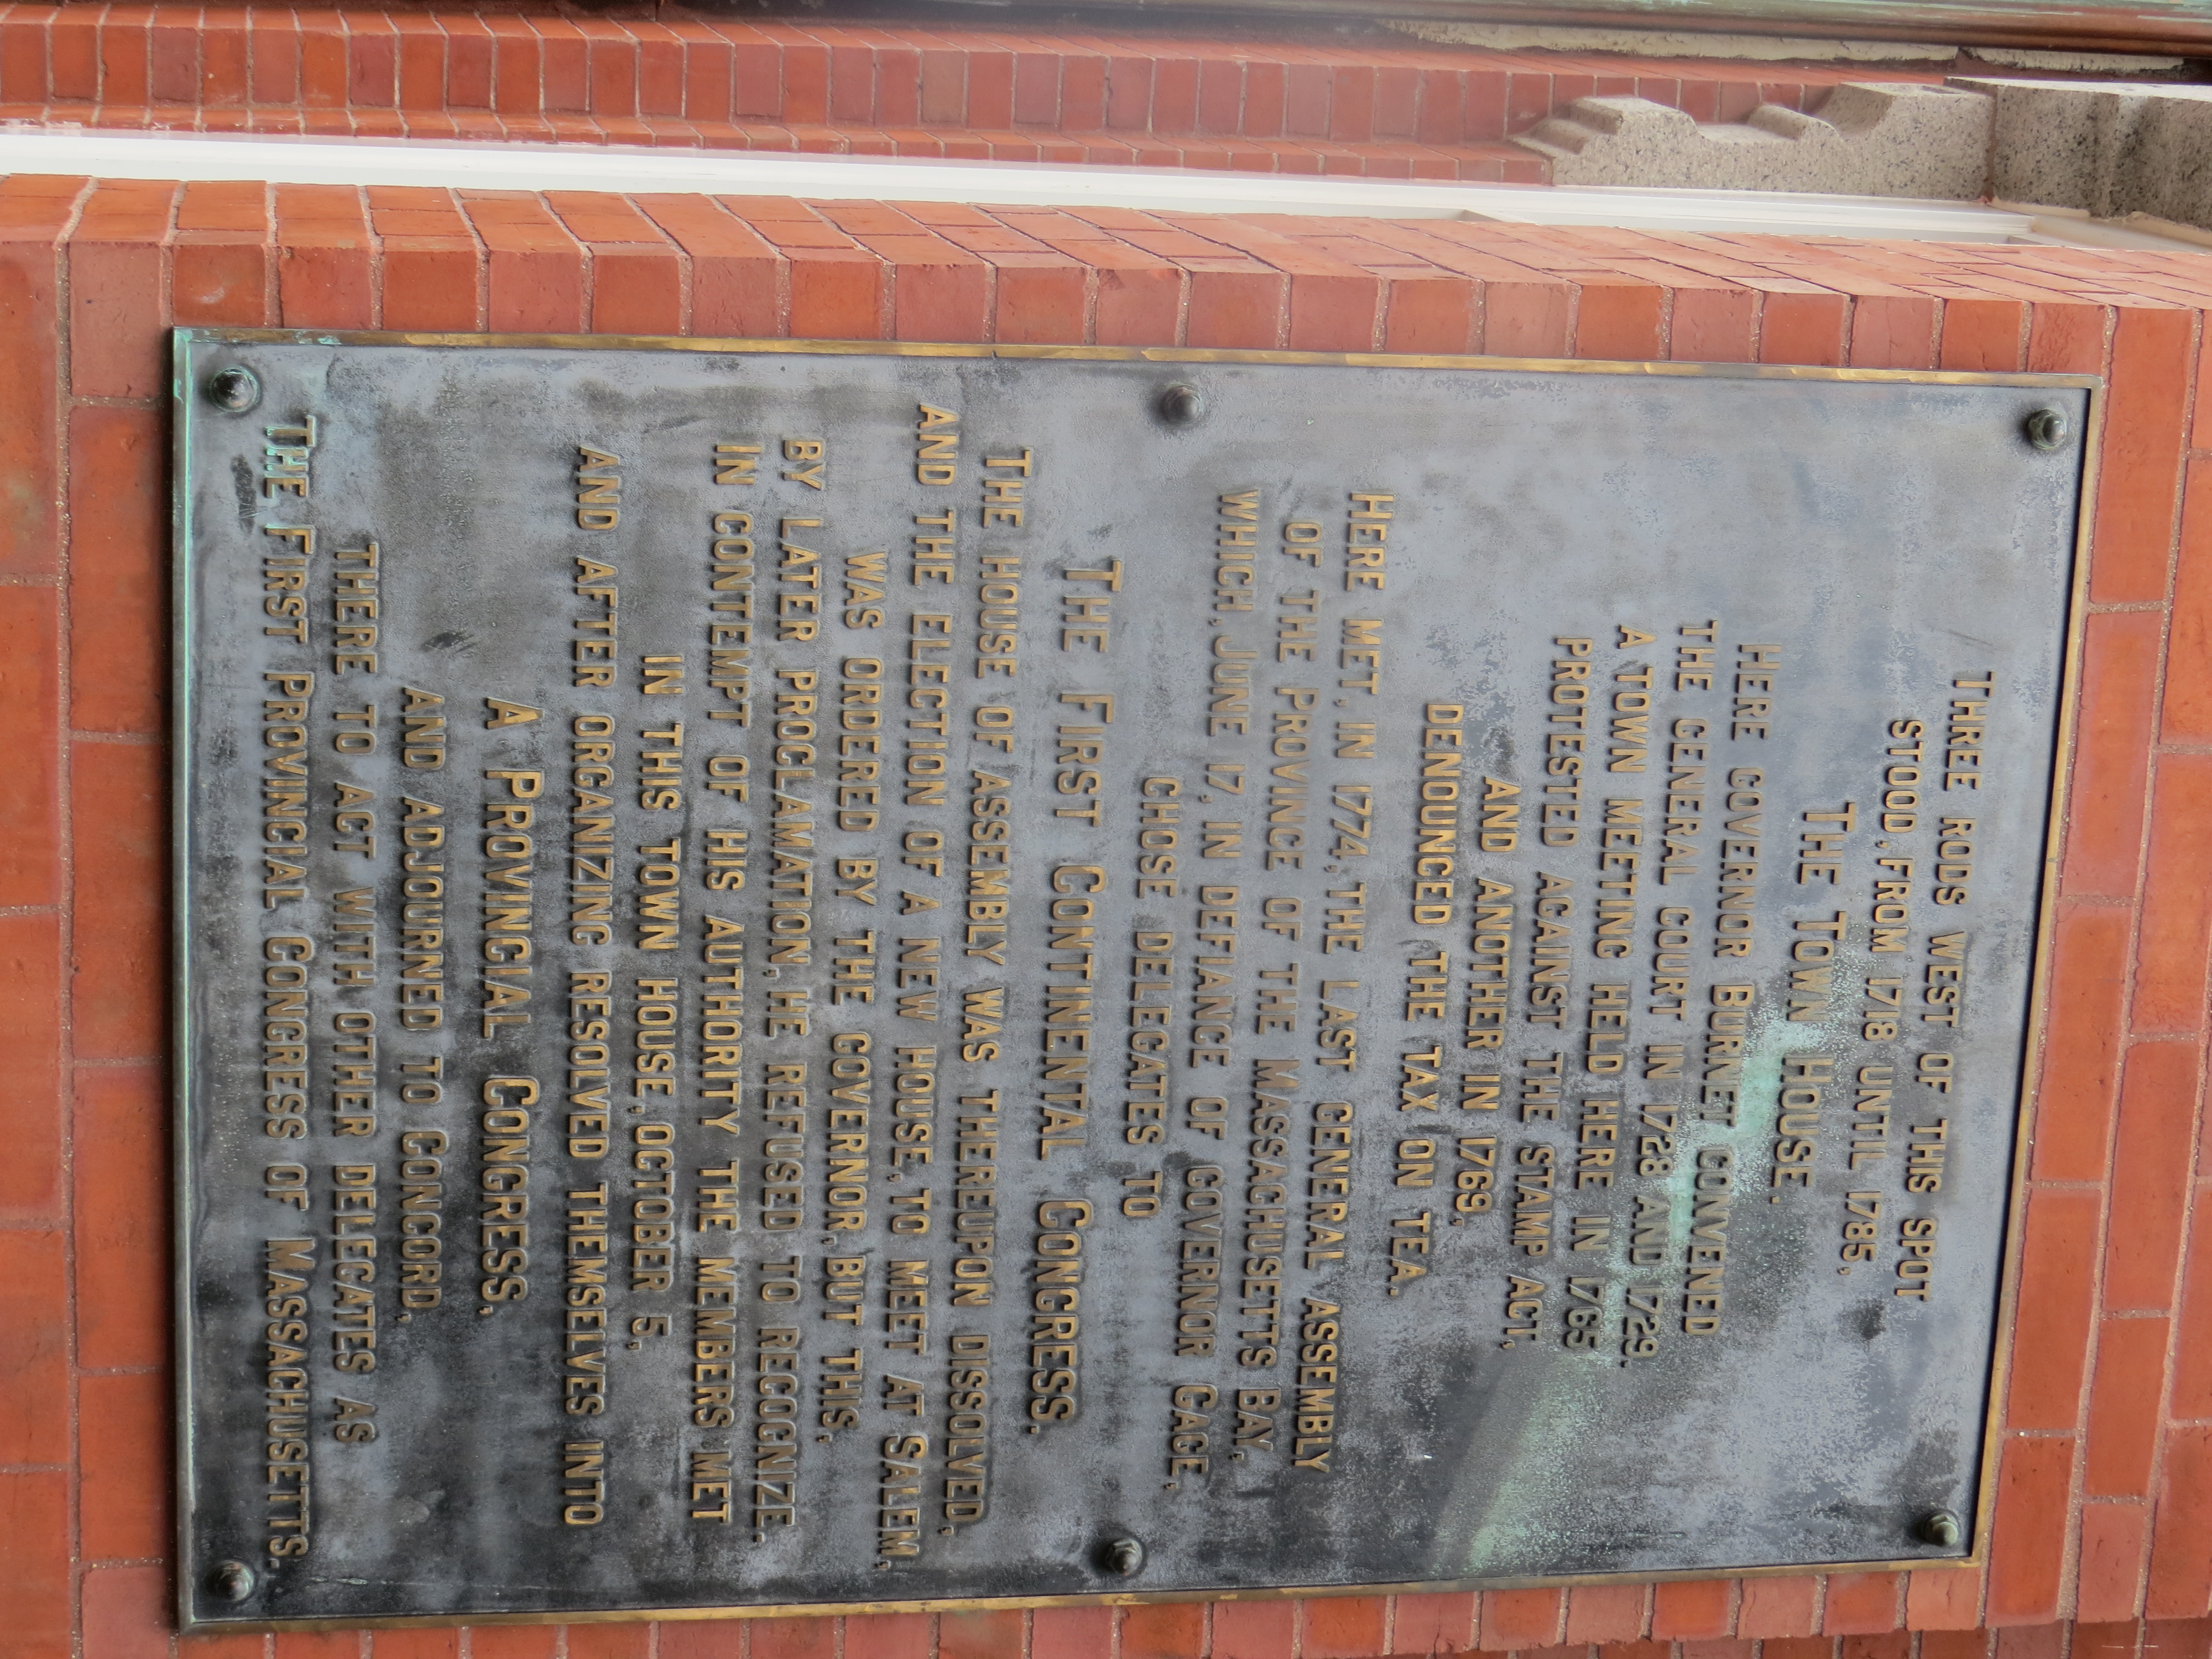 THREE RODS WEST OF THIS SPOT
STOOD, FROM 1718 UNTIL 1785,
THE TOWN HOUSE.
HERE GOVERNOR BURNET CONVENED
THE GENERAL COURT IN 1728 AND 1729.
A TOWN MEETING HELD HERE IN 1765
PROTESTED AGAINST THE STAMP ACT,
AND ANOTHER IN 1769,
DENOUNCED THE TAX ON TEA.
HERE MET, IN 1774, THE LAST GENERAL ASSEMBLY
OF THE PROVINCE OF THE MASSACHUSETTS BAY,
WHICH, JUNE 17, IN DEFIANCE OF GOVERNOR GAGE,
CHOSE DELEGATES TO
THE FIRST CONTINENTAL CONGRESS.
THE HOUSE OF ASSEMBLY WAS THEREUPON DISSOLVED,
AND THE ELECTION OF A NEW HOUSE, TO MEET AT SALEM,
WAS ORDERED BY THE GOVERNOR, BUT THIS,
BY LATER PROCLAMATION, HE REFUSED TO RECOGNIZE.
IN CONTEMPT OF HIS AUTHORITY THE MEMBERS MET
IN THIS TOWN HOUSE, OCTOBER 5,
AND AFTER ORGANIZING RESOLVED THEMSELVES INTO
A PROVINCIAL CONGRESS,
AND ADJOURNED TO CONCORD,
THERE TO ACT WITH OTHER DELEGATES AS
THE FIRST PROVINCIAL CONGRESS OF MASSACHUSETTS.